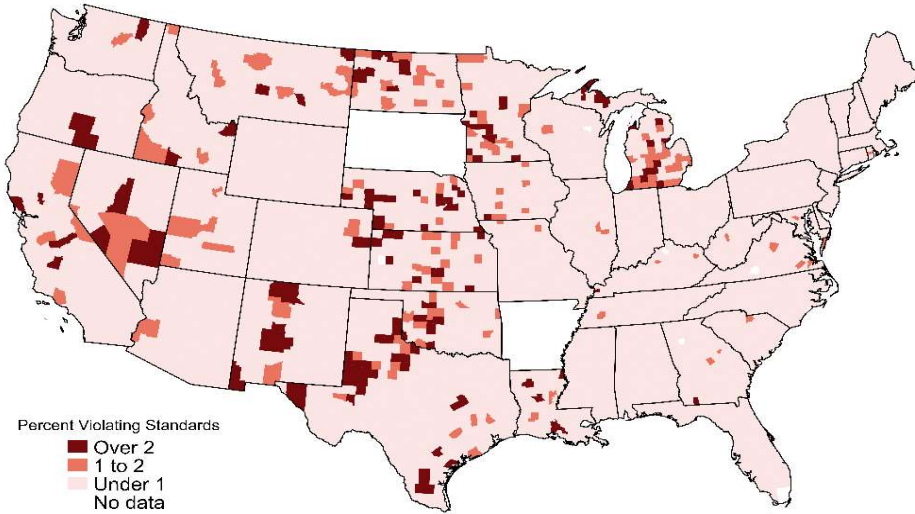 Percent Violating Standards
Over 2
1 to 2
Under 1
No data